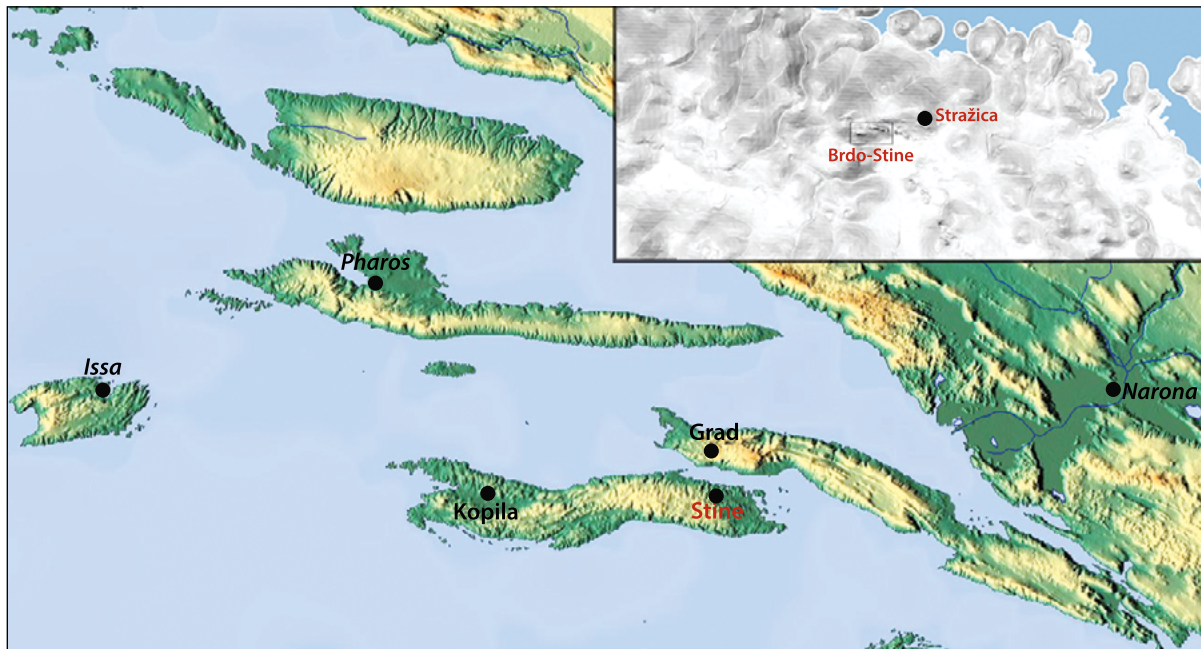 Stražica
Brdo-Stine
Pharos
Issa
Narona
Grad
Kopila
Stine